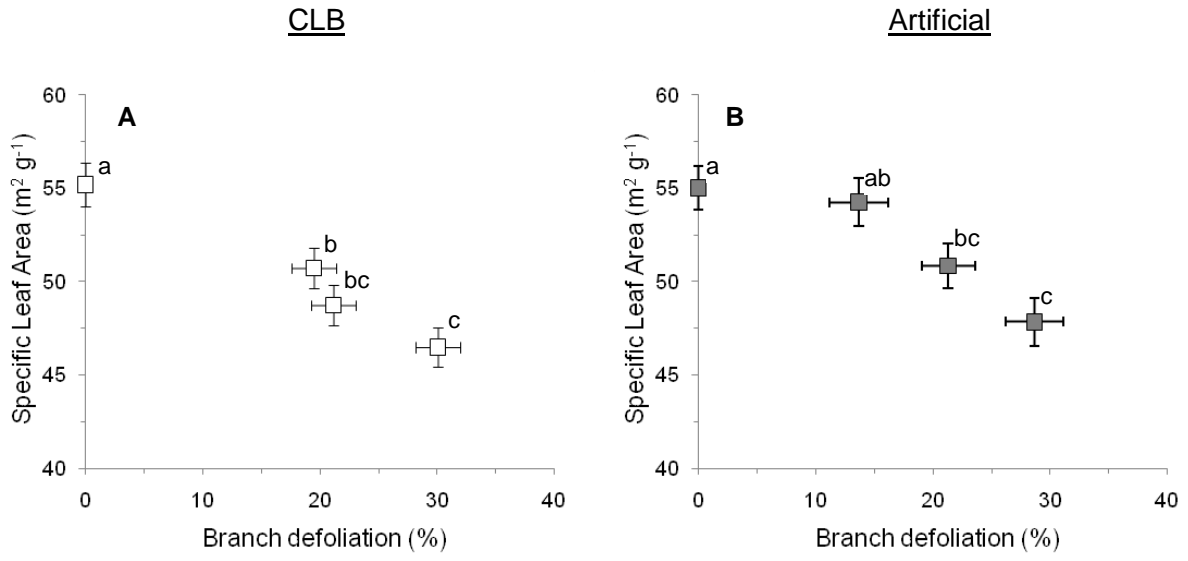 CLB
A
60
55
50
45
40
Specific Leaf Area (m² g⁻¹)
a
b
bc
c
0 10 20 30 40
Branch defoliation (%)
Artificial
B
60
55
50
45
40
Specific Leaf Area (m² g⁻¹)
a
ab
bc
c
0 10 20 30 40
Branch defoliation (%)